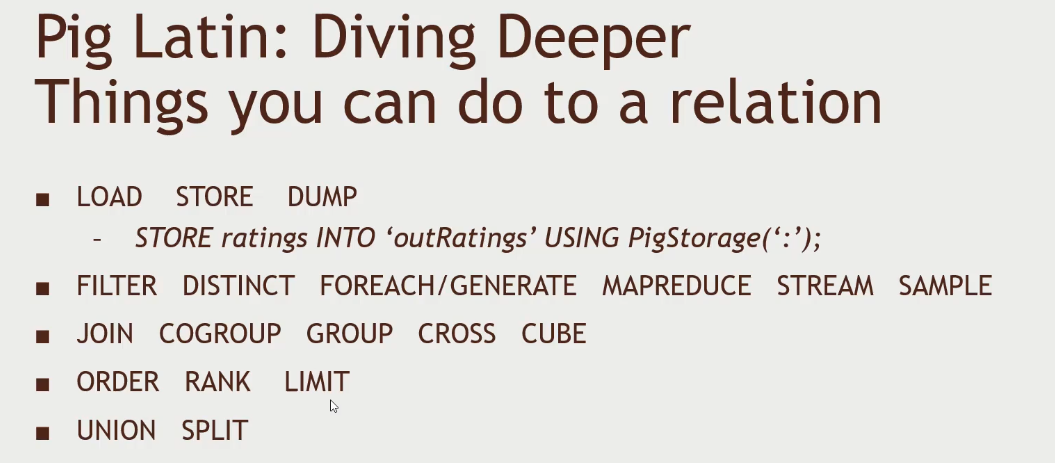 Pig Latin: Diving Deeper
Things you can do to a relation
■ LOAD STORE DUMP
– STORE ratings INTO ‘outRatings’ USING PigStorage(‘:’);
■ FILTER DISTINCT FOREACH/GENERATE MAPREDUCE STREAM SAMPLE
■ JOIN COGROUP GROUP CROSS CUBE
■ ORDER RANK LIMIT
■ UNION SPLIT